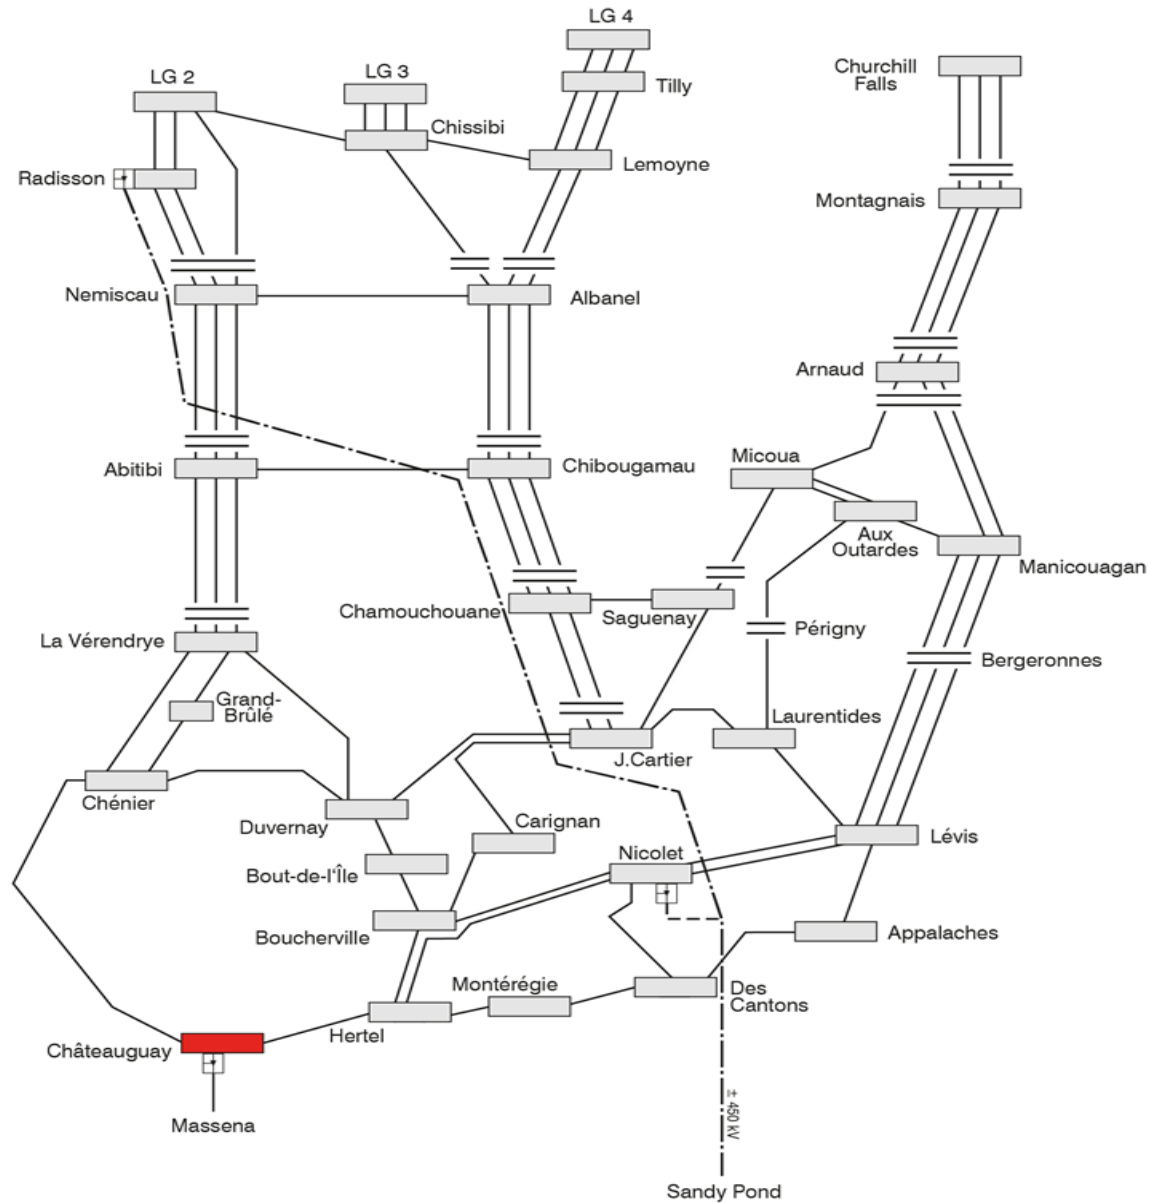 LG 4
LG 2
LG 3
Churchill
Falls
Tilly
Chissibi
Radisson
Lemoyne
Montagnais
Nemiscau
Albanel
Arnaud
Micoua
Abitibi
Chibougamau
Aux
Outardes
Manicouagan
Chamouchouane
Saguenay
Périgny
La Vérendrye
Bergeronnes
Grand-
Brûlé
Laurentides
J.Cartier
Chénier
Duvernay
Carignan
Lévis
Nicolet
Bout-de-l'Île
Boucherville
Appalaches
Montérégie
Des
Cantons
Hertel
Châteauguay
± 450 kV
Massena
Sandy Pond